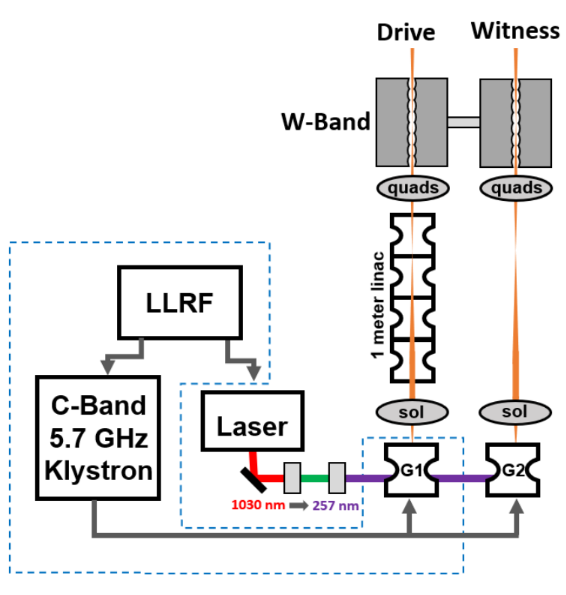 Drive Witness
W-Band
quads quads
1 meter linac
LLRF
sol sol
C-Band
5.7 GHz
Klystron
Laser
G1 G2
1030 nm 257 nm